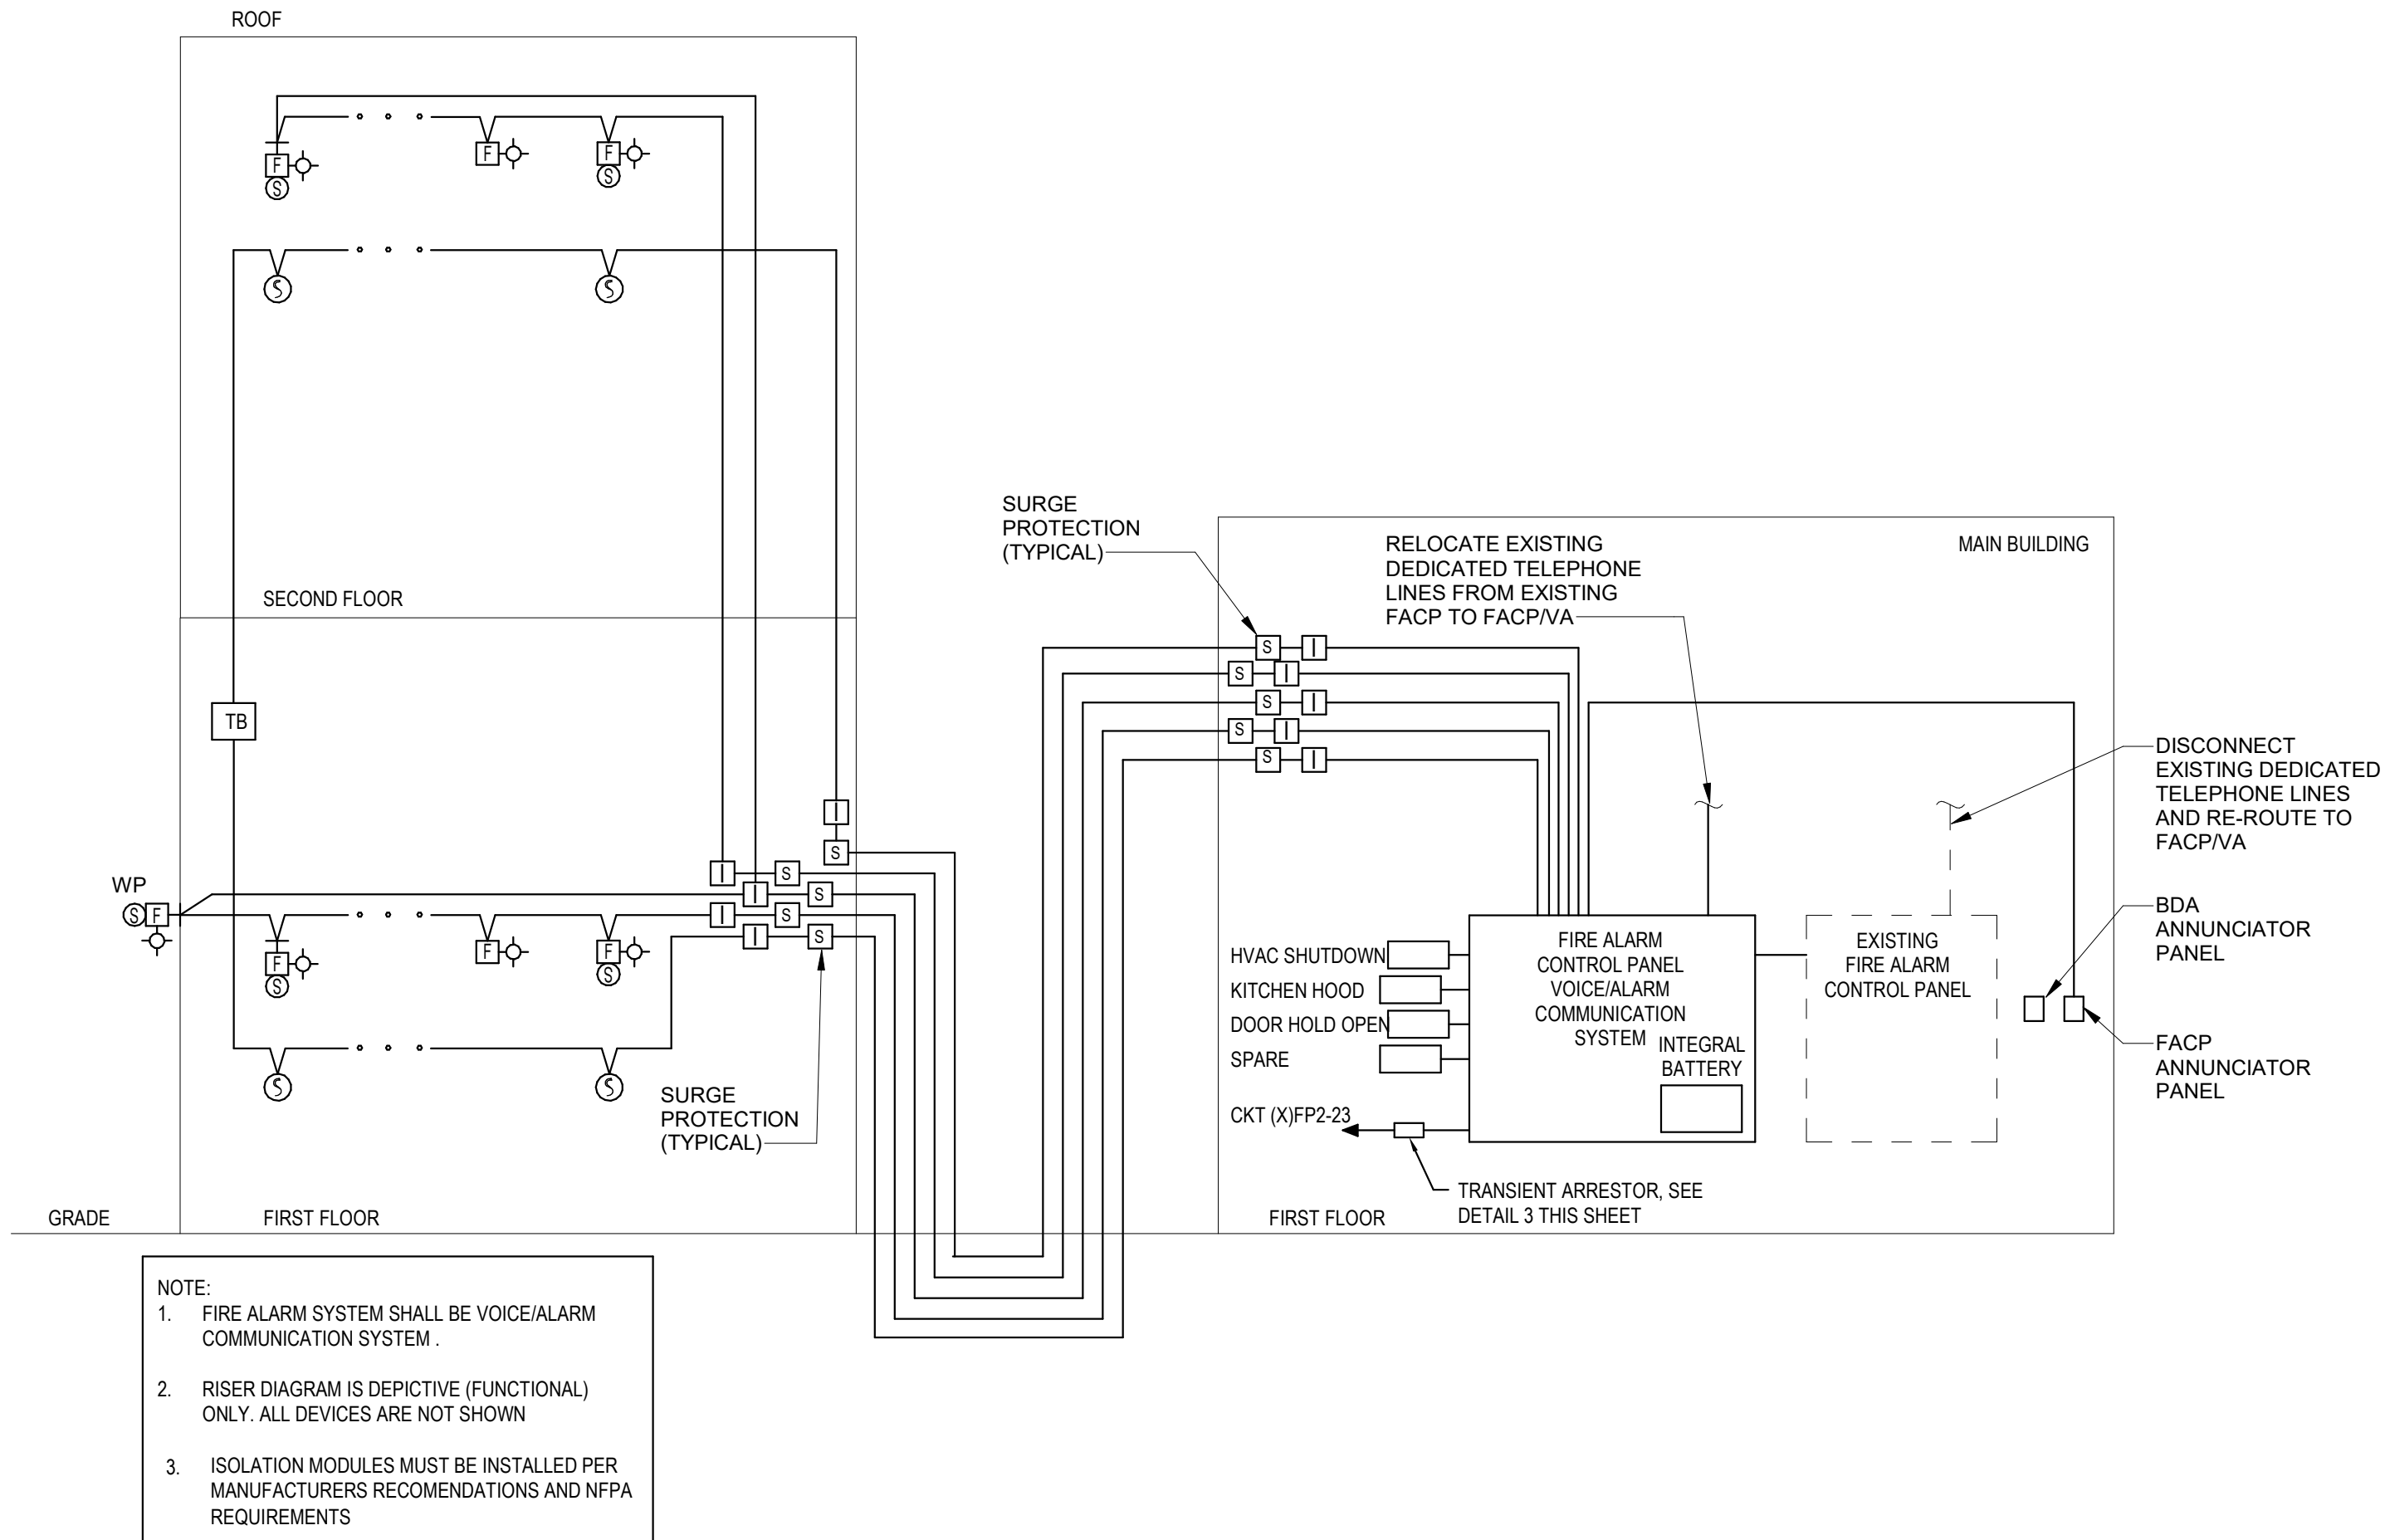 ROOF
F
F
F
S
S
S
S
SECOND FLOOR
TB
I
S
I
S
I
S
I
S
I
S
WP
S F
F
F
F
S
S
S
S
SURGE
PROTECTION
(TYPICAL)
GRADE
FIRST FLOOR
SURGE
PROTECTION
(TYPICAL)
MAIN BUILDING
RELOCATE EXISTING
DEDICATED TELEPHONE
LINES FROM EXISTING
FACP TO FACP/VA
S I
S I
S I
S I
S I
DISCONNECT
EXISTING DEDICATED
TELEPHONE LINES
AND RE-ROUTE TO
FACP/VA
BDA
ANNUNCIATOR
PANEL
FACP
ANNUNCIATOR
PANEL
HVAC SHUTDOWN
KITCHEN HOOD
DOOR HOLD OPEN
SPARE
CKT (X)FP2-23
FIRE ALARM
CONTROL PANEL
VOICE/ALARM
COMMUNICATION
SYSTEM
INTEGRAL
BATTERY
EXISTING
FIRE ALARM
CONTROL PANEL
TRANSIENT ARRESTOR, SEE
DETAIL 3 THIS SHEET
FIRST FLOOR
NOTE:
1. FIRE ALARM SYSTEM SHALL BE VOICE/ALARM
COMMUNICATION SYSTEM .
2. RISER DIAGRAM IS DEPICTIVE (FUNCTIONAL)
ONLY. ALL DEVICES ARE NOT SHOWN
3. ISOLATION MODULES MUST BE INSTALLED PER
MANUFACTURERS RECOMENDATIONS AND NFPA
REQUIREMENTS